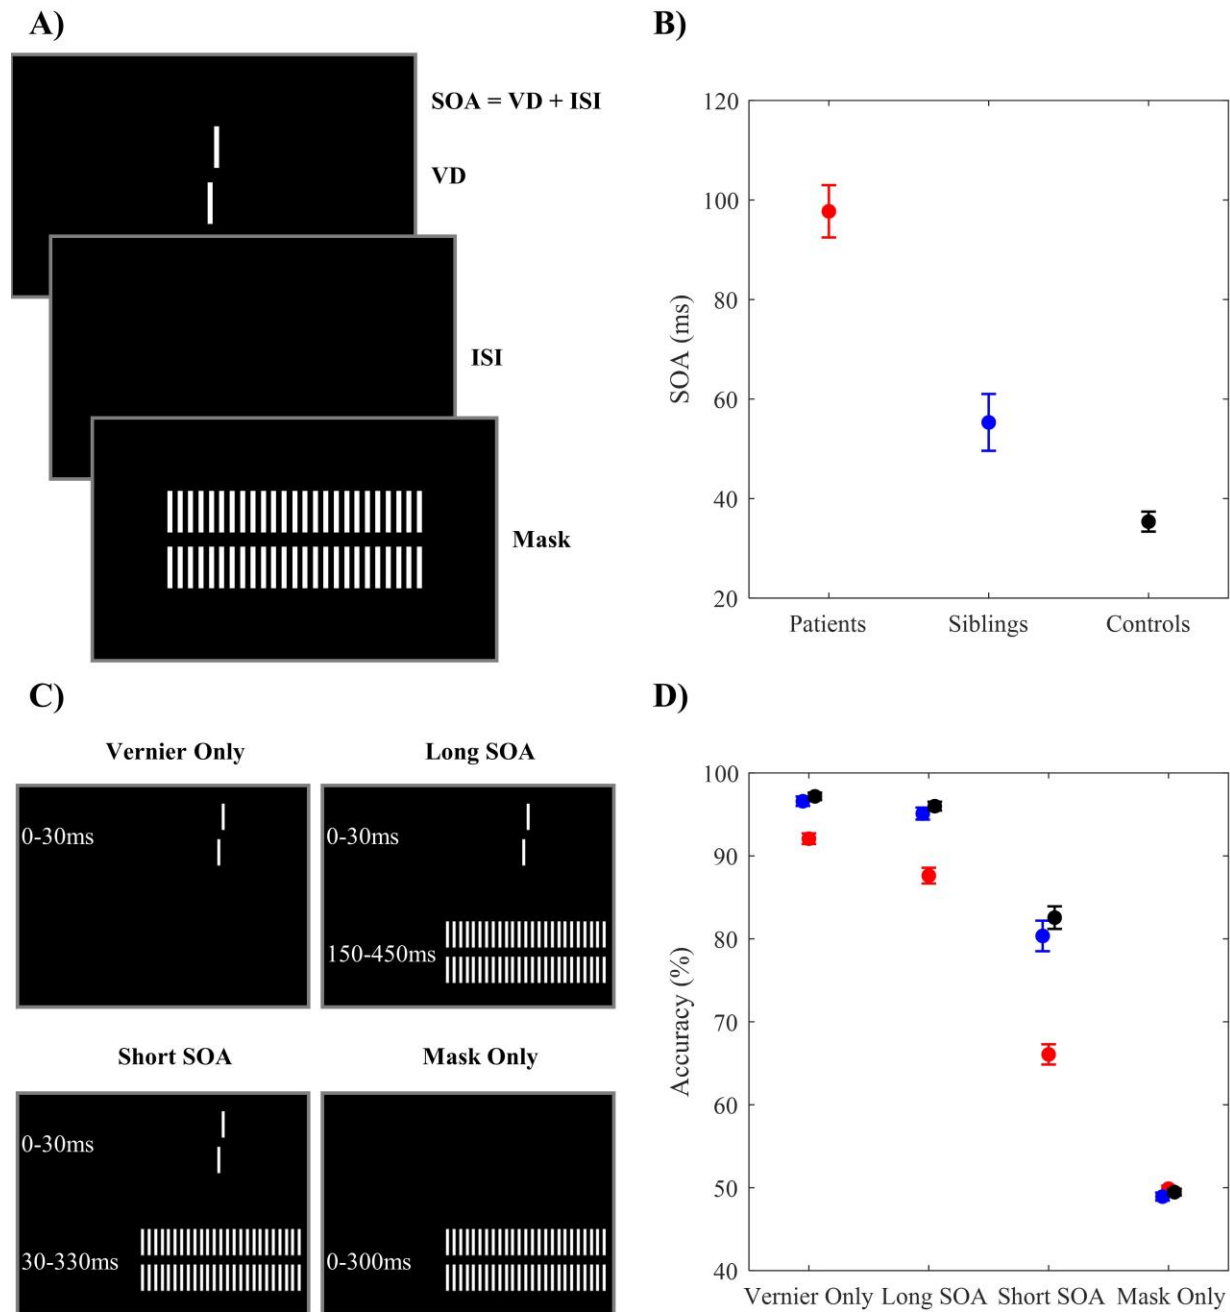 A)
SOA = VD + ISI
VD
ISI
Mask
B)
120
100
80
60
40
20
SOA (ms)
Patients Siblings Controls
C)
Vernier Only Long SOA
0-30ms 0-30ms
150-450ms
Short SOA Mask Only
0-30ms
30-330ms 0-300ms
D)
100
90
80
70
60
50
40
Accuracy (%)
Vernier Only Long SOA Short SOA Mask Only